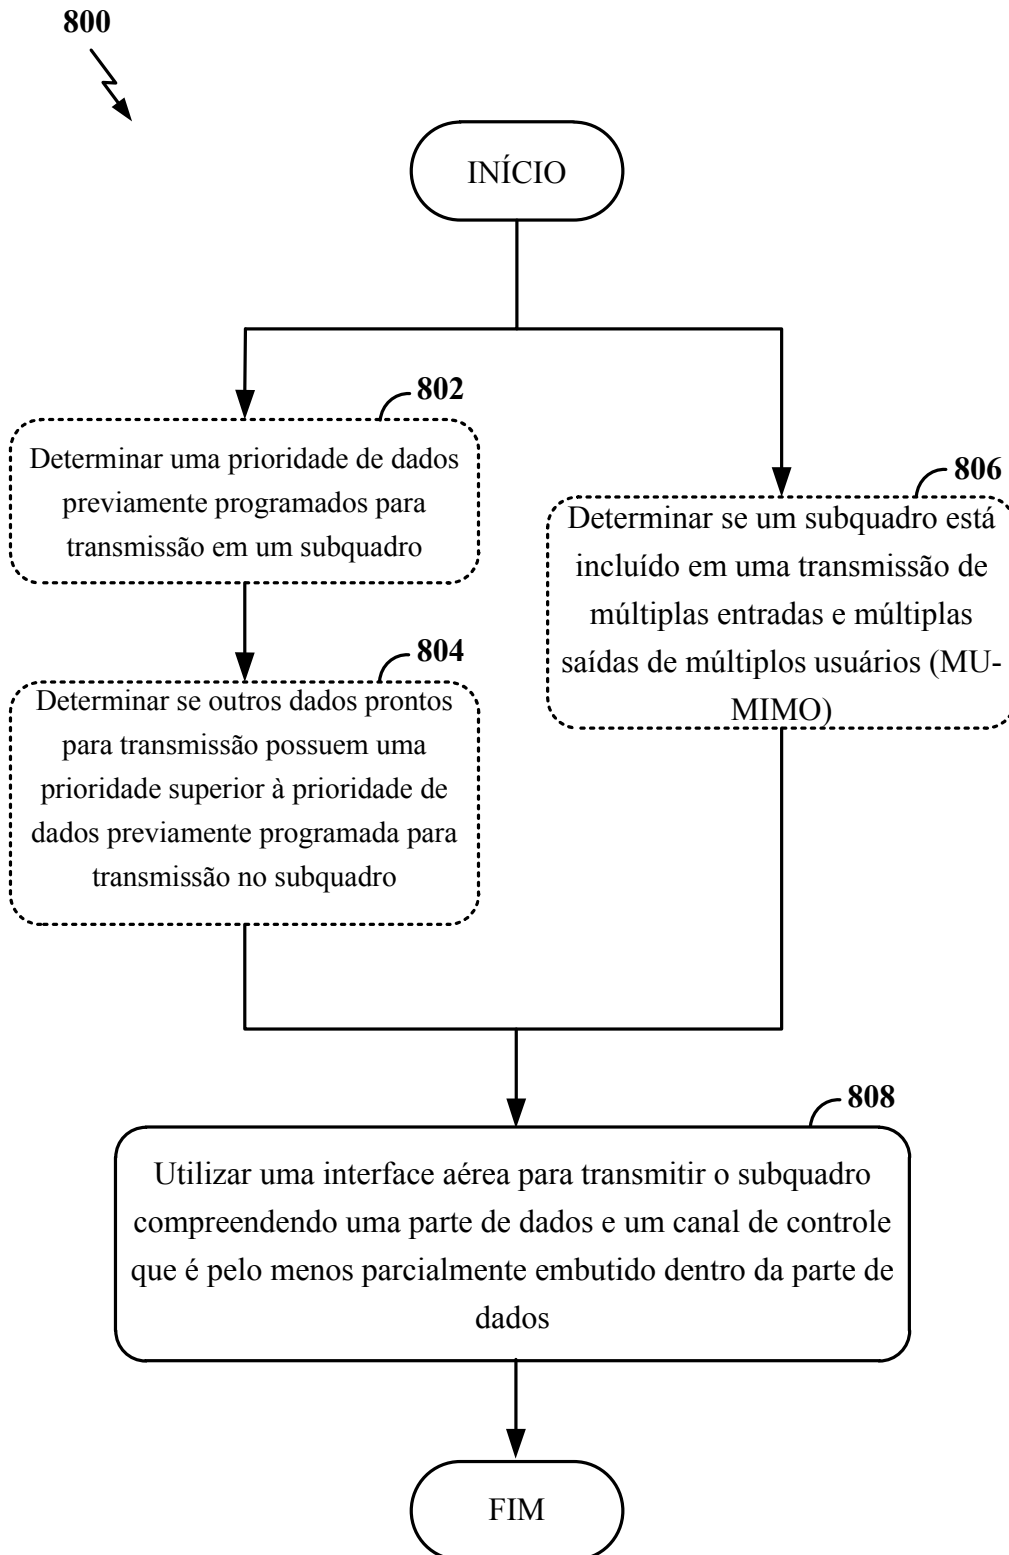 800
INÍCIO
802
Determinar uma prioridade de dados
previamente programados para
transmissão em um subquadro
804
Determinar se outros dados prontos
para transmissão possuem uma
prioridade superior à prioridade de
dados previamente programada para
transmissão no subquadro
806
Determinar se um subquadro está
incluído em uma transmissão de
múltiplas entradas e múltiplas
saídas de múltiplos usuários (MU-
MIMO)
808
Utilizar uma interface aérea para transmitir o subquadro
compreendendo uma parte de dados e um canal de controle
que é pelo menos parcialmente embutido dentro da parte de
dados
FIM